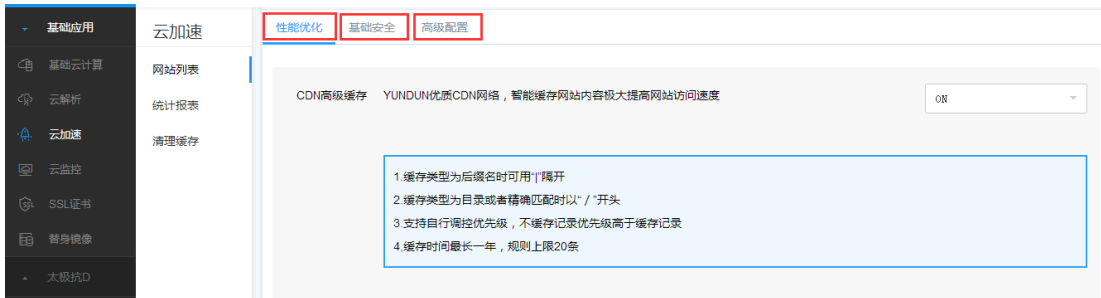 基础应用
基础云计算
云解析
云加速
云监控
SSL证书
替身镜像
太极抗D
云加速
网站列表
统计报表
清理缓存
性能优化 基础安全 高级配置
CDN高级缓存 YUNDUN优质CDN网络，智能缓存网站内容极大提高网站访问速度 ON
1.缓存类型为后缀名时可用“|”隔开
2.缓存类型为目录或者精确匹配时以“ / ”开头
3.支持自行调控优先级，不缓存记录优先级高于缓存记录
4.缓存时间最长一年，规则上限20条